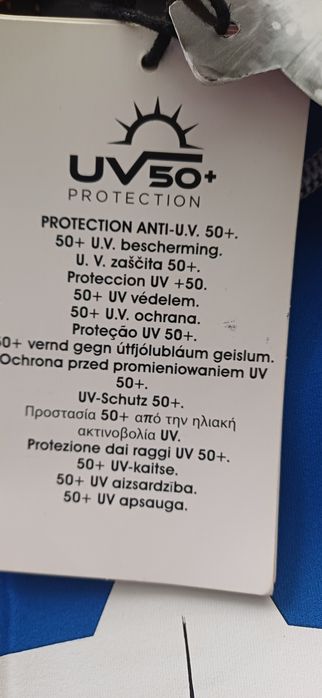 UV50+
PROTECTION
PROTECTION ANTI-U.V. 50+.
50+ U.V. bescherming.
U. V. zaščita 50+.
Proteccion UV +50.
50+ UV védelem.
50+ U.V. ochrana.
Proteção UV 50+.
50+ vernd gegn útfjólubláum geislum.
Ochrona przed promieniowaniem UV
50+.
UV-Schutz 50+.
Προστασία 50+ από την ηλιακή
ακτινοβολία UV.
Protezione dai raggi UV 50+.
50+ UV-kaitse.
50+ UV aizsardzība.
50+ UV apsauga.